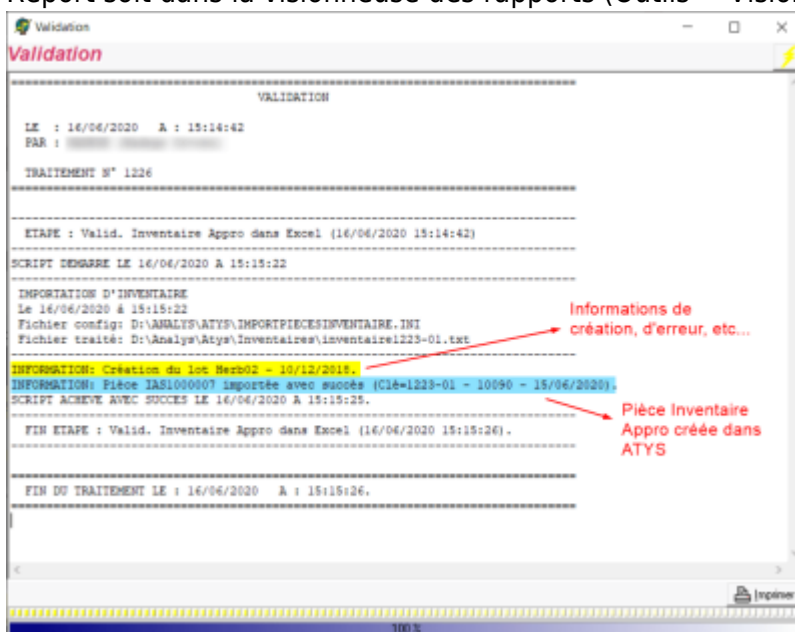 Report soit dans la visionneuse des rapports (Outils
Validation
Validation
VALIDATION
LE : 16/06/2020 A : 15:14:42
PAR :
TRAITEMENT N° 1226
ETAPE : Valid. Inventaire Appro dans Excel (16/06/2020 15:14:42)
SCRIPT DEMARRE LE 16/06/2020 A 15:15:22
IMPORTATION D'INVENTAIRE
Le 16/06/2020 à 15:15:22
Fichier config: D:\ANALYS\ATYS\IMPORTPIECESINVENTAIRE.INI
Fichier traité: D:\Analys\Atys\Inventaires\inventaire1223-01.txt
Informations de
création, d'erreur, etc...
INFORMATION: Création du lot Herb02 - 10/12/2018.
INFORMATION: Pièce IAS1000007 importée avec succès (Clé=1223-01 - 10090 - 15/06/2020).
SCRIPT ACHEVE AVEC SUCCES LE 16/06/2020 A 15:15:25.
Pièce Inventaire
Appro créée dans
ATYS
FIN ETAPE : Valid. Inventaire Appro dans Excel (16/06/2020 15:15:26).
FIN DU TRAITEMENT LE : 16/06/2020 A : 15:15:26.
Imprimer
100 %